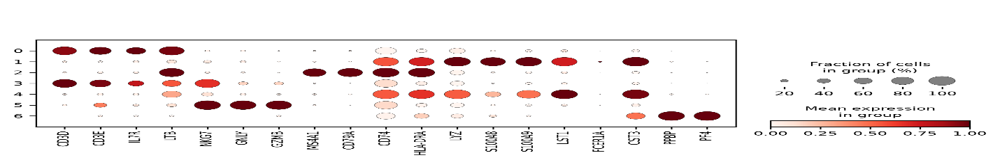 0
1
2
3
4
5
6
CD3D CD3E IL7R LTB NKG7 GNLY GZMB MS4A1 CD79A CD74 HLA-DRA LYZ S100A8 S100A9 LST1 FCER1A CST3 PPBP PF4
Fraction of cells
in group (%)
20 40 60 80 100
Mean expression
in group
0.00 0.25 0.50 0.75 1.00